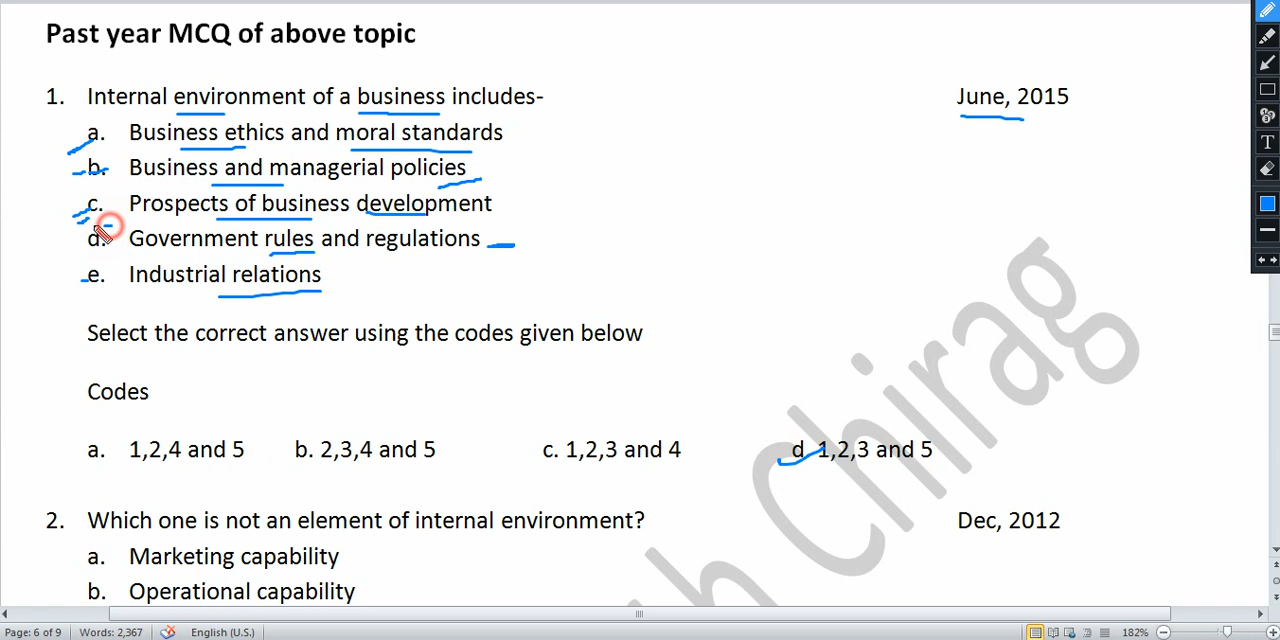 Past year MCQ of above topic
1. Internal environment of a business includes- June, 2015
a. Business ethics and moral standards
b. Business and managerial policies
c. Prospects of business development
d. Government rules and regulations
e. Industrial relations
Select the correct answer using the codes given below
Codes
a. 1,2,4 and 5 b. 2,3,4 and 5 c. 1,2,3 and 4 d 1,2,3 and 5
2. Which one is not an element of internal environment? Dec, 2012
a. Marketing capability
b. Operational capability
h Chirag
T
Page: 6 of 9 Words: 2,367 English (U.S.) 182%